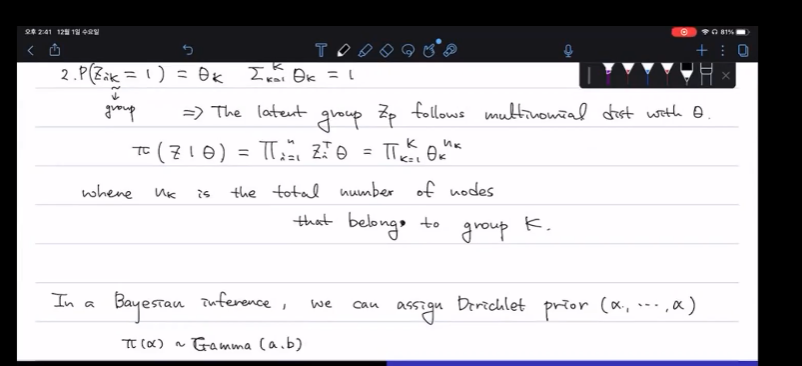 오후 2:41 12월 1일 수요일
81%
2. P(Z_ik = 1) = θ_K Σ_{k=1}^K θ_K = 1
group
⇒ The latent group Z_p follows multinomial dist with θ.
π(Z|θ) = Π_{i=1}^n Z_i^T θ = Π_{k=1}^K θ_K^{n_K}
where n_K is the total number of nodes
that belongs to group K.
In a Bayesian inference, we can assign Dirichlet prior (α, ···, α)
π(α) ~ Gamma (a.b)